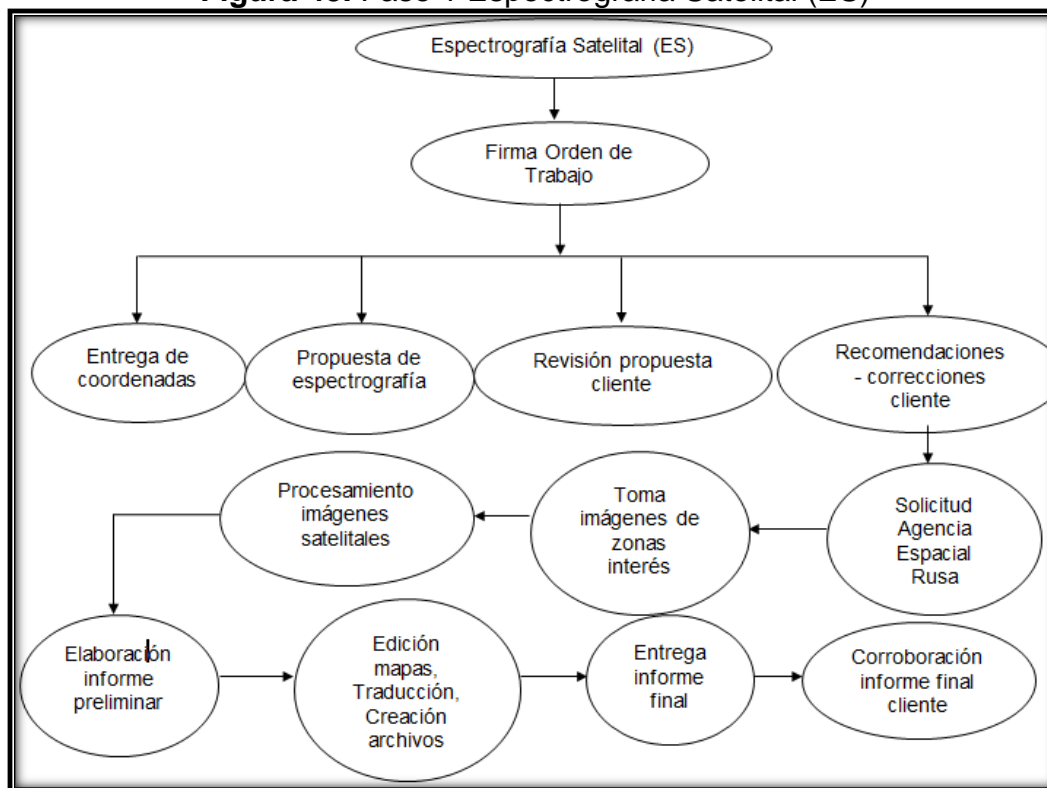 Espectrografía Satelital (ES)
Firma Orden de
Trabajo
Entrega de
coordenadas
Propuesta de
espectrografía
Revisión propuesta
cliente
Recomendaciones
- correcciones
cliente
Solicitud
Agencia
Espacial
Rusa
Toma
imágenes de
zonas
interés
Procesamiento
imágenes
satelitales
Elaboración
informe
preliminar
Edición
mapas,
Traducción,
Creación
archivos
Entrega
informe
final
Corroboración
informe final
cliente